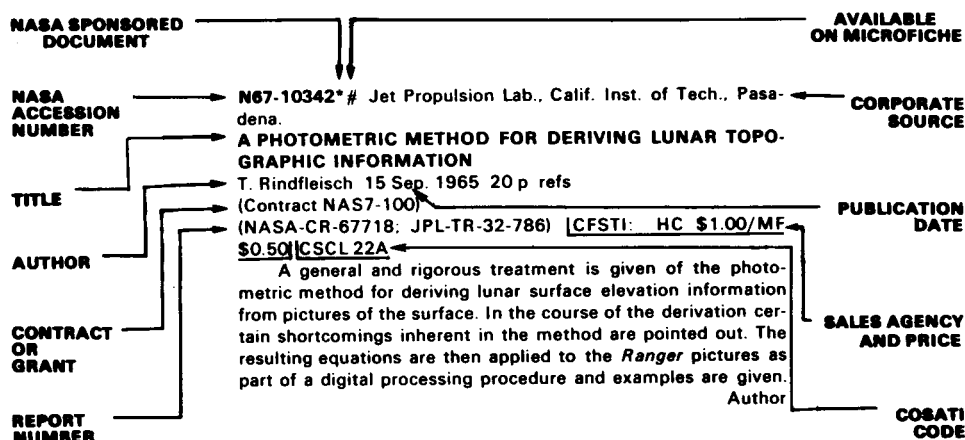 NASA SPONSORED
DOCUMENT
AVAILABLE
ON MICROFICHE
NASA
ACCESSION
NUMBER
N67-10342*# Jet Propulsion Lab., Calif. Inst. of Tech., Pasa-
dena.
CORPORATE
SOURCE
A PHOTOMETRIC METHOD FOR DERIVING LUNAR TOPO-
GRAPHIC INFORMATION
TITLE
T. Rindfleisch 15 Sep. 1965 20 p refs
(Contract NAS7-100)
PUBLICATION
DATE
(NASA-CR-67718; JPL-TR-32-786) CFSTI: HC $1.00/MF
$0.50 CSCL 22A
AUTHOR
A general and rigorous treatment is given of the photo-
metric method for deriving lunar surface elevation information
from pictures of the surface. In the course of the derivation cer-
tain shortcomings inherent in the method are pointed out. The
resulting equations are then applied to the Ranger pictures as
part of a digital processing procedure and examples are given.
Author
CONTRACT
OR
GRANT
SALES AGENCY
AND PRICE
REPORT
NUMBER
COSATI
CODE